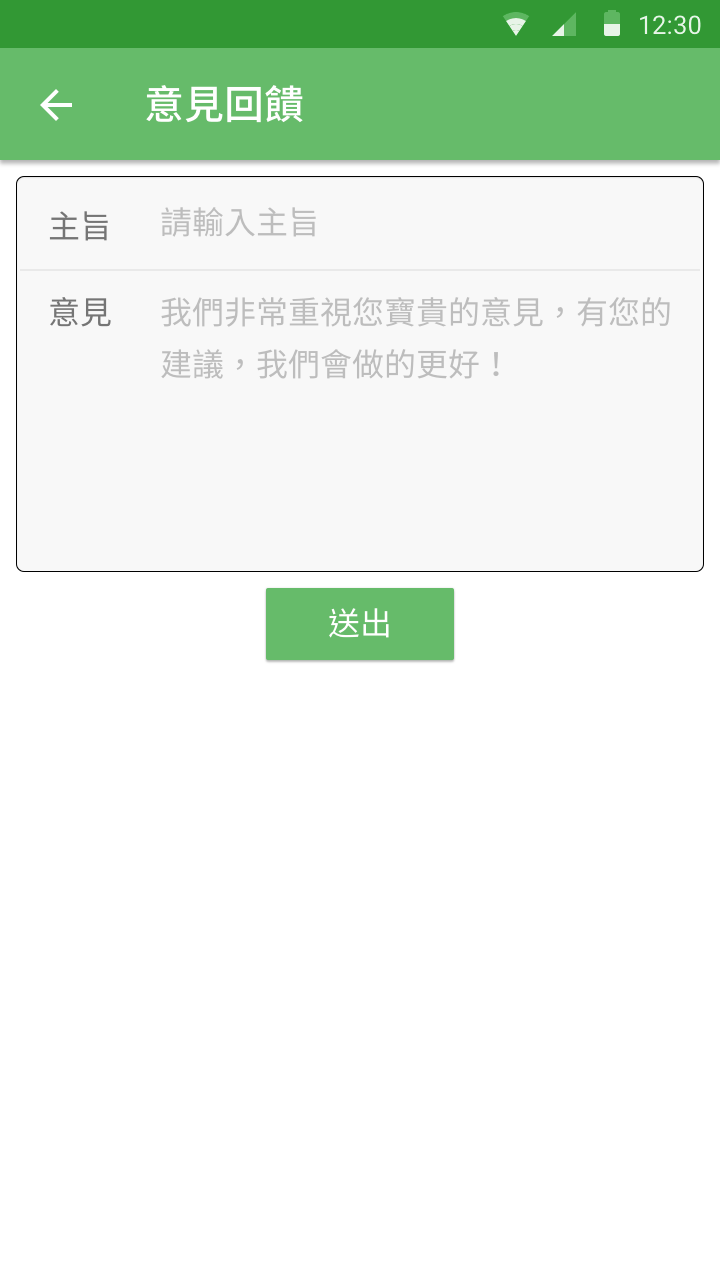 12:30
意見回饋
主旨 請輸入主旨
意見 我們非常重視您寶貴的意見，有您的
建議，我們會做的更好！
送出